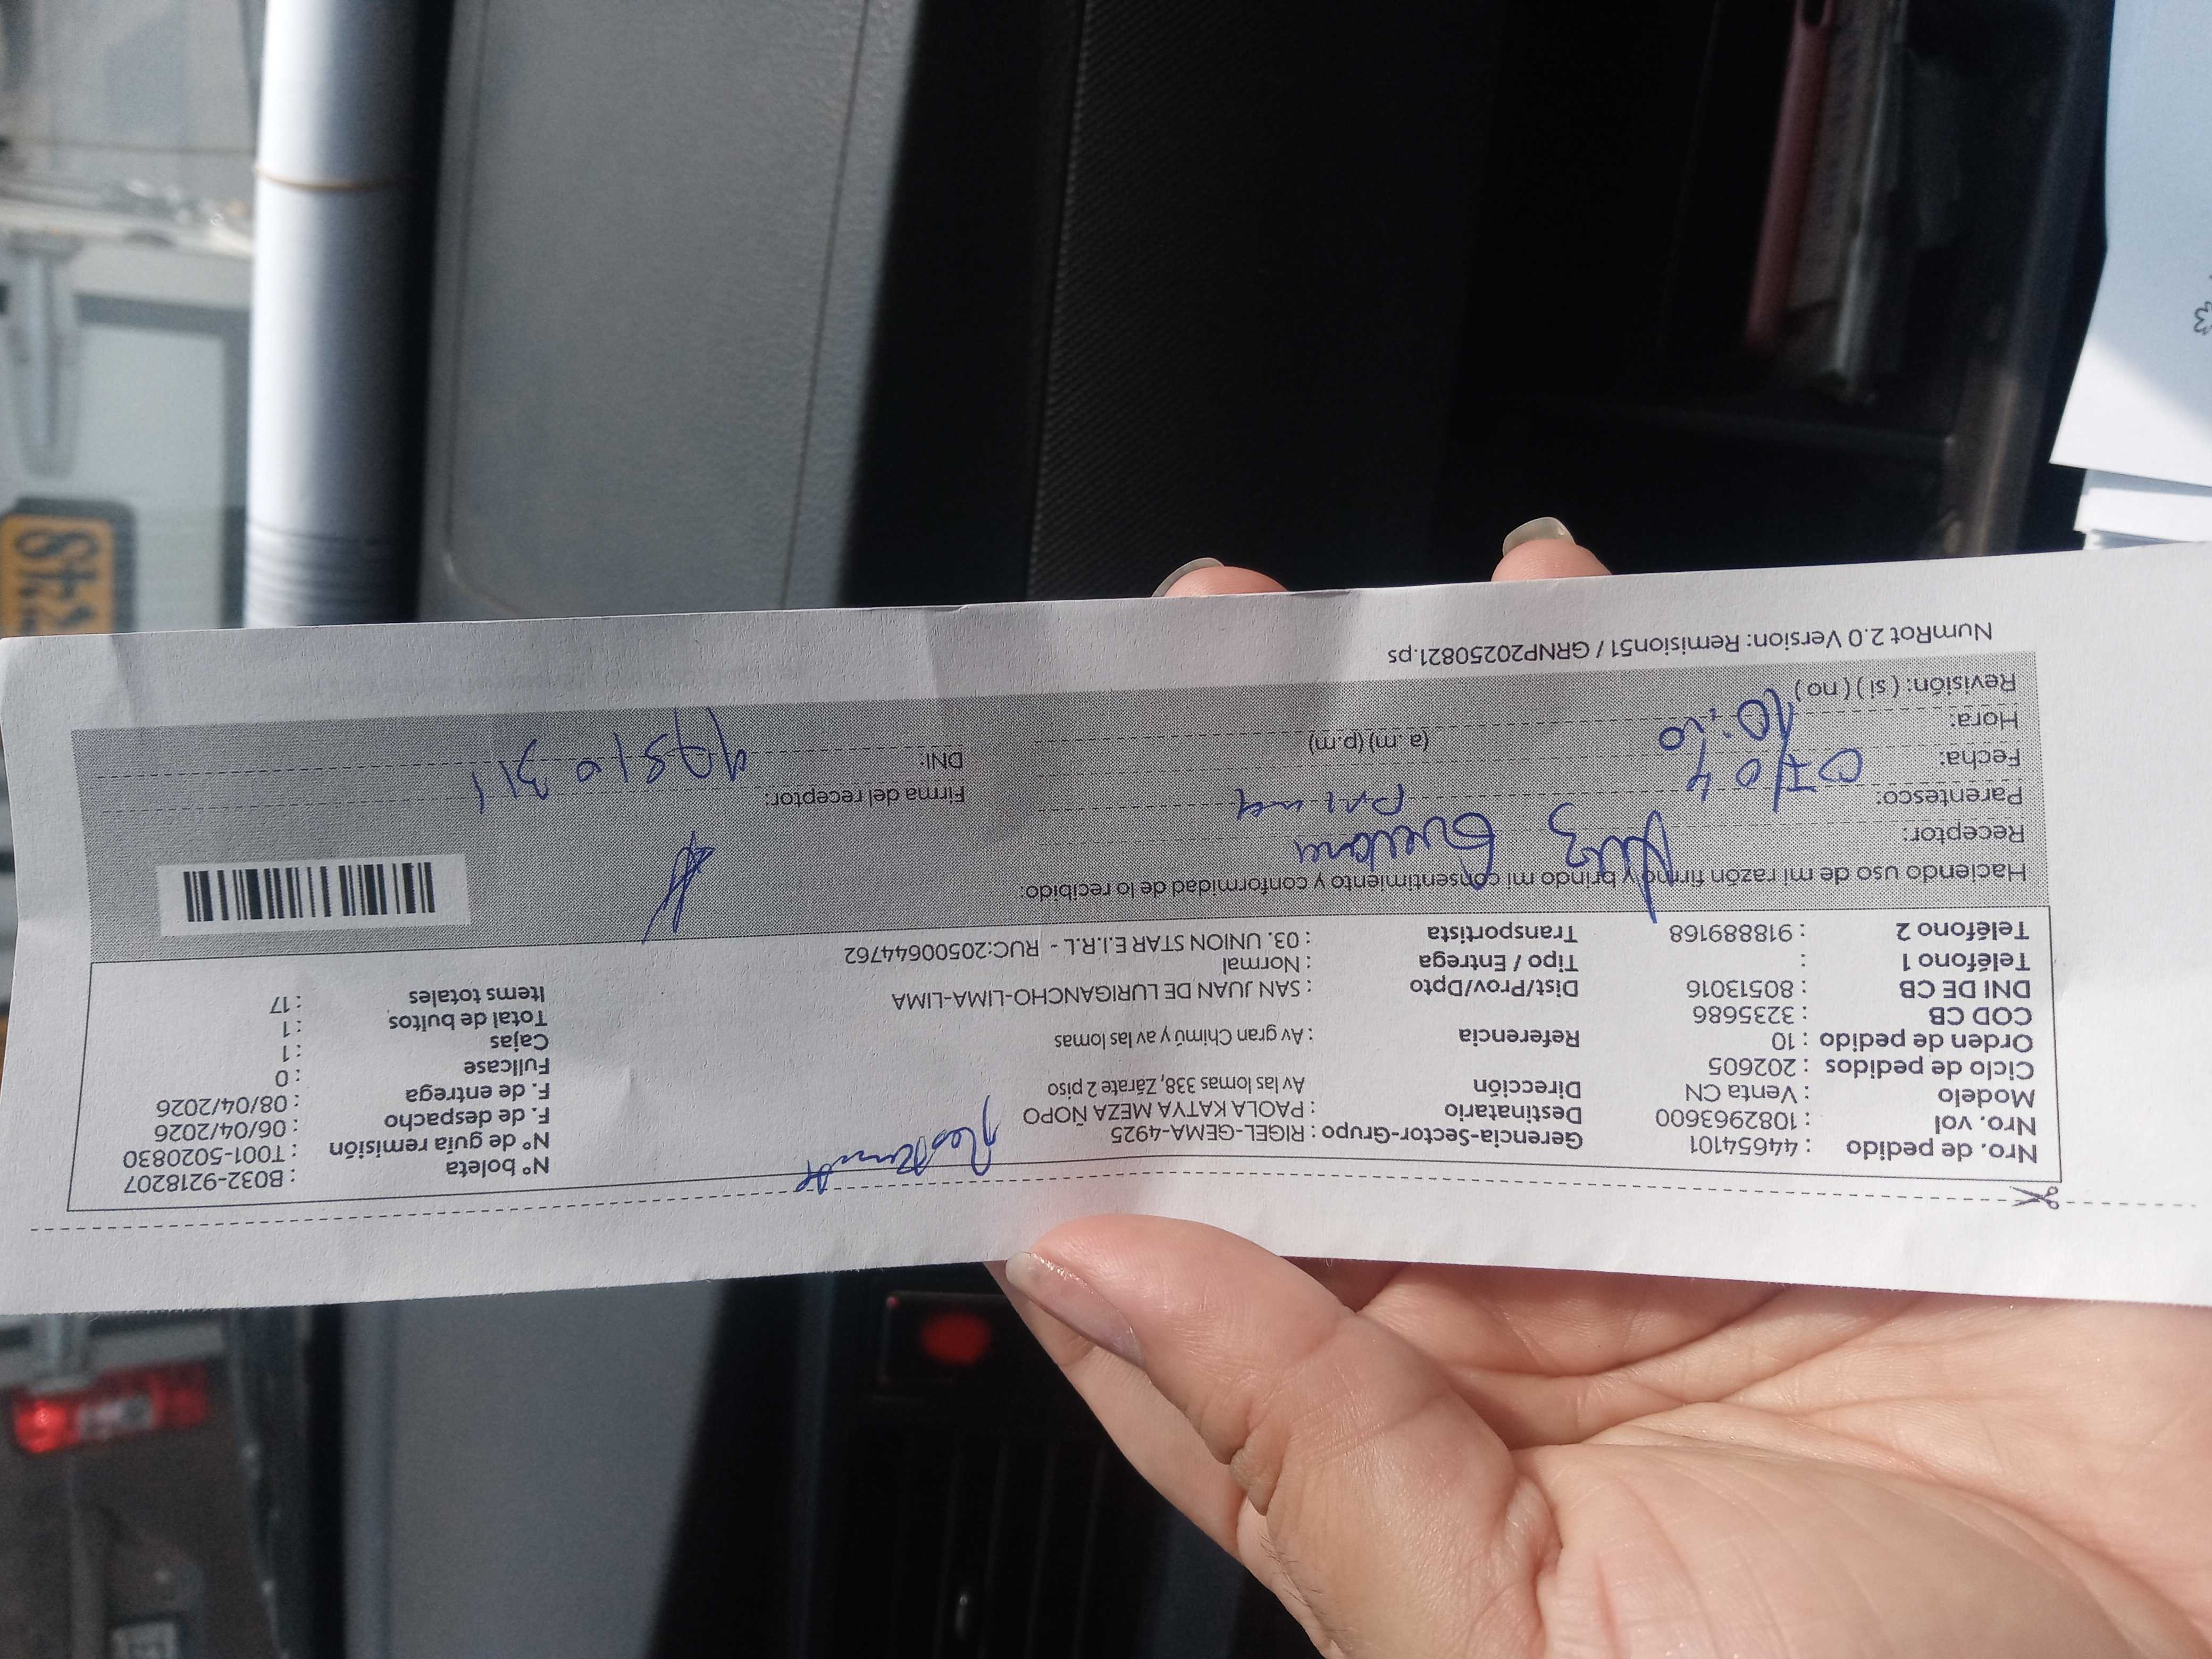 Nro. de pedido : 44654101
Nro. vol : 1082963600
Modelo : Venta CN
Ciclo de pedidos : 202605
Orden de pedido : 10
COD CB : 3235686
DNI DE CB : 80513016
Teléfono 1 :
Teléfono 2 : 918889168
Gerencia-Sector-Grupo : RIGEL-GEMA-4925
Destinatario : PAOLA KATYA MEZA ÑOPO
Dirección Av las lomas 338, Zárate 2 piso
Referencia : Av gran Chimú y av las lomas
Dist/Prov/Dpto : SAN JUAN DE LURIGANCHO-LIMA-LIMA
Tipo / Entrega : Normal
Transportista : 03. UNION STAR E.I.R.L - RUC:20500644762
N° boleta : B032-9218207
N° de guía remisión : T001-5020830
F. de despacho : 06/04/2026
F. de entrega : 08/04/2026
Fullcase : 0
Cajas : 1
Total de bultos : 1
Items totales : 17
Haciendo uso de mi razón firmo y brindo mi consentimiento y conformidad de lo recibido:
Receptor: Luz
Parentesco: Prima
Fecha: 07/04
Hora: 10:10 (a.m) (p.m)
Revisión: ( si ) ( no )
Firma del receptor:
DNI:
NumRot 2.0 Version: Remision51 / GRNP20250821.ps